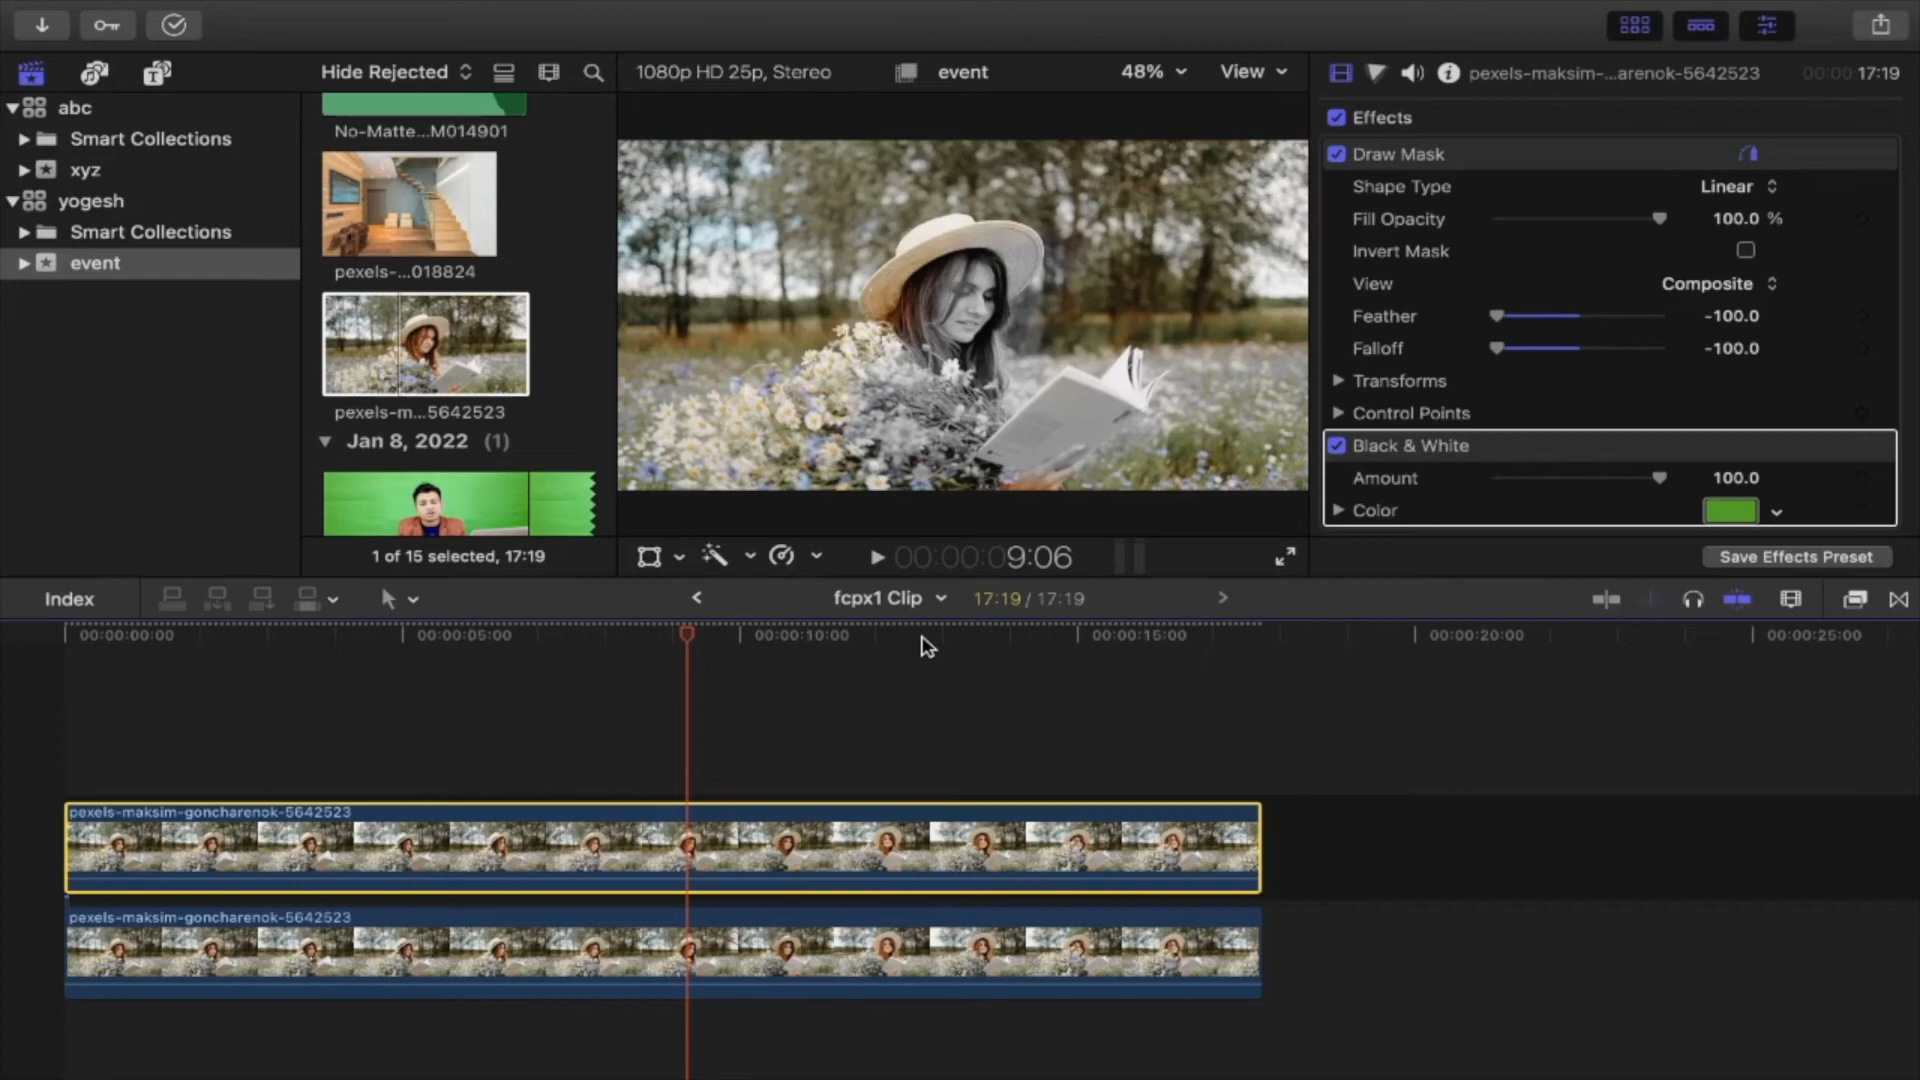 Hide Rejected
1080p HD 25p, Stereo
event
48%
View
pexels-maksim-...arenok-5642523
00:00:17:19
abc
Smart Collections
xyz
yogesh
Smart Collections
event
No-Matte...M014901
pexels-...018824
pexels-m...5642523
Jan 8, 2022 (1)
1 of 15 selected, 17:19
Effects
Draw Mask
Shape Type Linear
Fill Opacity 100.0 %
Invert Mask
View Composite
Feather -100.0
Falloff -100.0
Transforms
Control Points
Black & White
Amount 100.0
Color
00:00:09:06
Save Effects Preset
Index
fcpx1 Clip
17:19 / 17:19
00:00:00:00
00:00:05:00
00:00:10:00
00:00:15:00
00:00:20:00
00:00:25:00
pexels-maksim-goncharenok-5642523
pexels-maksim-goncharenok-5642523